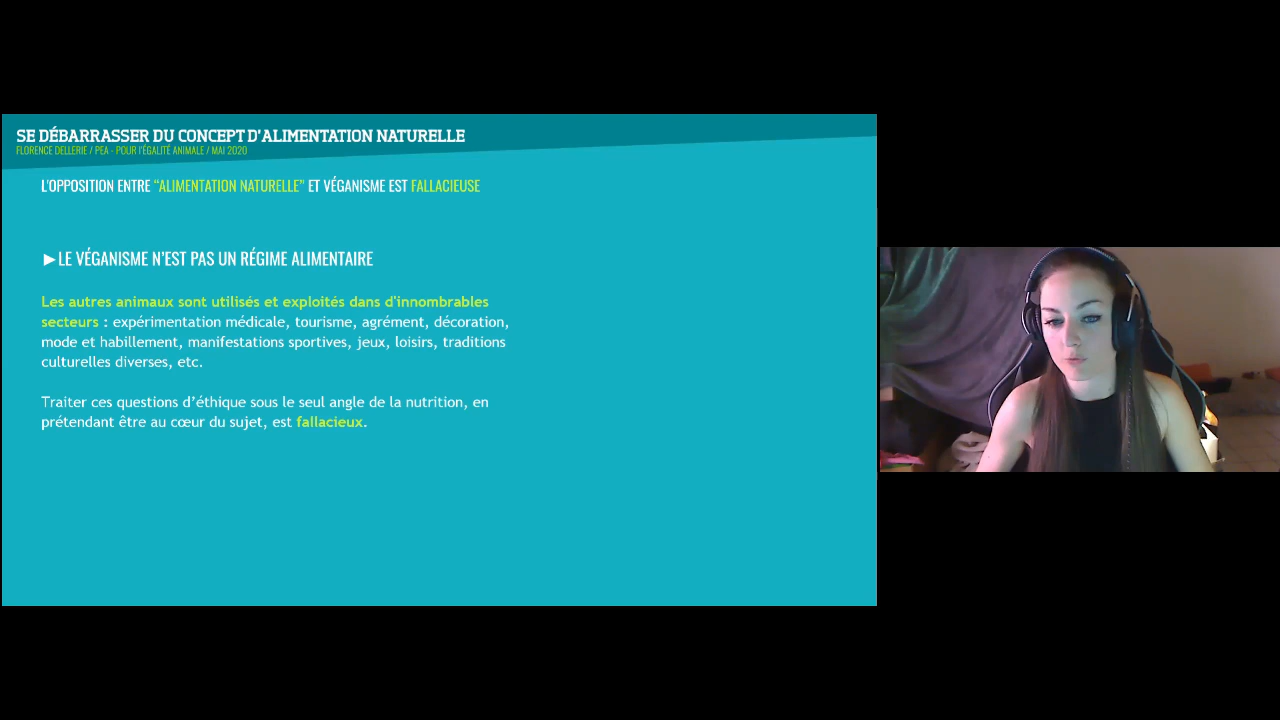 SE DÉBARRASSER DU CONCEPT D'ALIMENTATION NATURELLE
FLORENCE DELLERIE / PEA - POUR L'ÉGALITÉ ANIMALE / MAI 2020
L'OPPOSITION ENTRE "ALIMENTATION NATURELLE" ET VÉGANISME EST FALLACIEUSE
►LE VÉGANISME N'EST PAS UN RÉGIME ALIMENTAIRE
Les autres animaux sont utilisés et exploités dans d'innombrables
secteurs : expérimentation médicale, tourisme, agrément, décoration,
mode et habillement, manifestations sportives, jeux, loisirs, traditions
culturelles diverses, etc.
Traiter ces questions d'éthique sous le seul angle de la nutrition, en
prétendant être au cœur du sujet, est fallacieux.